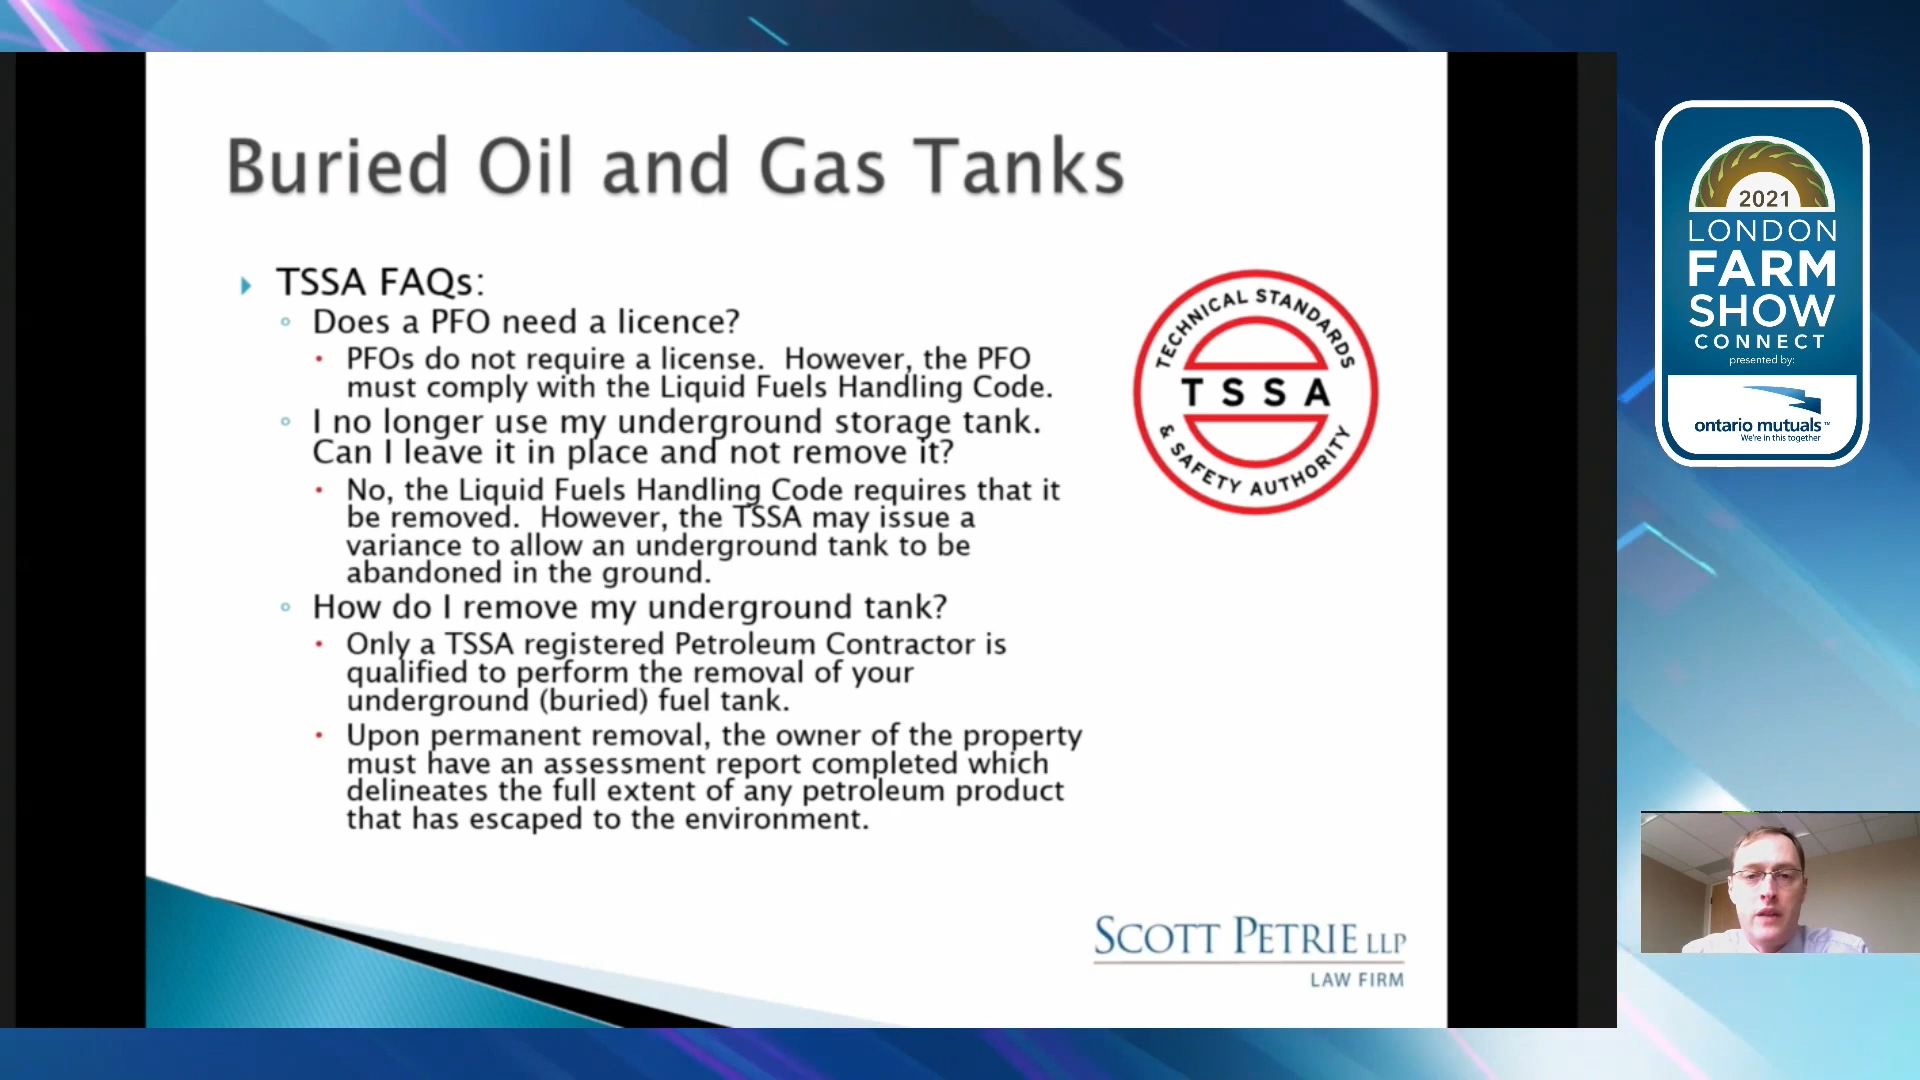 Buried Oil and Gas Tanks
TSSA FAQs:
Does a PFO need a licence?
PFOs do not require a license. However, the PFO
must comply with the Liquid Fuels Handling Code.
I no longer use my underground storage tank.
Can I leave it in place and not remove it?
No, the Liquid Fuels Handling Code requires that it
be removed. However, the TSSA may issue a
variance to allow an underground tank to be
abandoned in the ground.
How do I remove my underground tank?
Only a TSSA registered Petroleum Contractor is
qualified to perform the removal of your
underground (buried) fuel tank.
Upon permanent removal, the owner of the property
must have an assessment report completed which
delineates the full extent of any petroleum product
that has escaped to the environment.
TECHNICAL STANDARDS
TSSA
& SAFETY AUTHORITY
SCOTT PETRIE LLP
LAW FIRM
2021
LONDON
FARM
SHOW
CONNECT
presented by:
ontario mutuals™
We're in this together